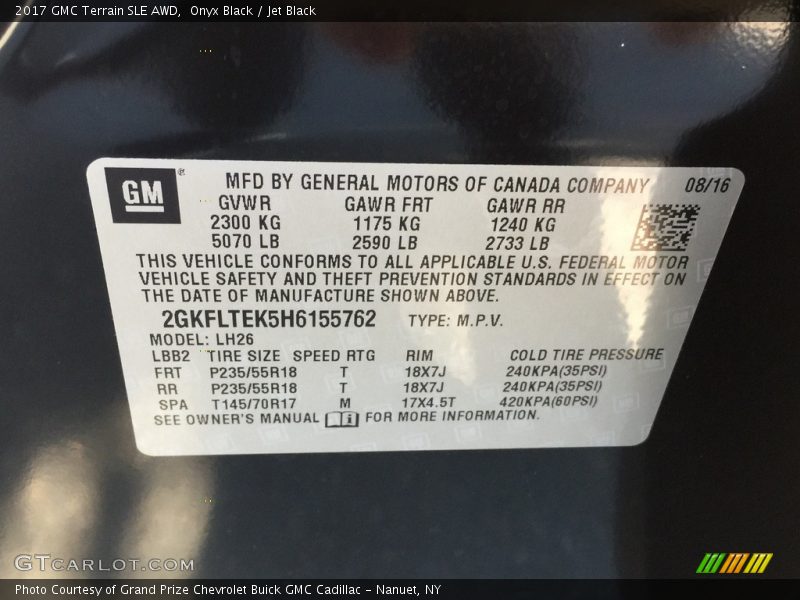 2017 GMC Terrain SLE AWD, Onyx Black / Jet Black
GM ® MFD BY GENERAL MOTORS OF CANADA COMPANY 08/16
GVWR GAWR FRT GAWR RR
2300 KG 1175 KG 1240 KG
5070 LB 2590 LB 2733 LB
THIS VEHICLE CONFORMS TO ALL APPLICABLE U.S. FEDERAL MOTOR
VEHICLE SAFETY AND THEFT PREVENTION STANDARDS IN EFFECT ON
THE DATE OF MANUFACTURE SHOWN ABOVE.
2GKFLTEK5H6155762 TYPE: M.P.V.
MODEL: LH26
LBB2 TIRE SIZE SPEED RTG RIM COLD TIRE PRESSURE
FRT P235/55R18 T 18X7J 240KPA(35PSI)
RR P235/55R18 T 18X7J 240KPA(35PSI)
SPA T145/70R17 M 17X4.5T 420KPA(60PSI)
SEE OWNER'S MANUAL FOR MORE INFORMATION.
GTCARLOT.COM
Photo Courtesy of Grand Prize Chevrolet Buick GMC Cadillac - Nanuet, NY